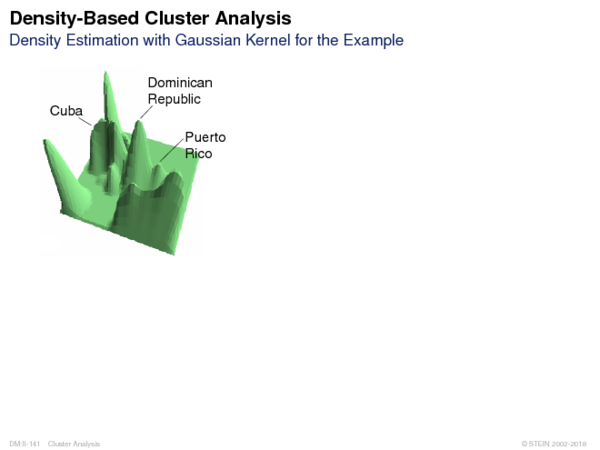 Density-Based Cluster Analysis
Density Estimation with Gaussian Kernel for the Example
Dominican
Republic
Cuba
Puerto
Rico
DM:II-141 Cluster Analysis
© STEIN 2002-2018